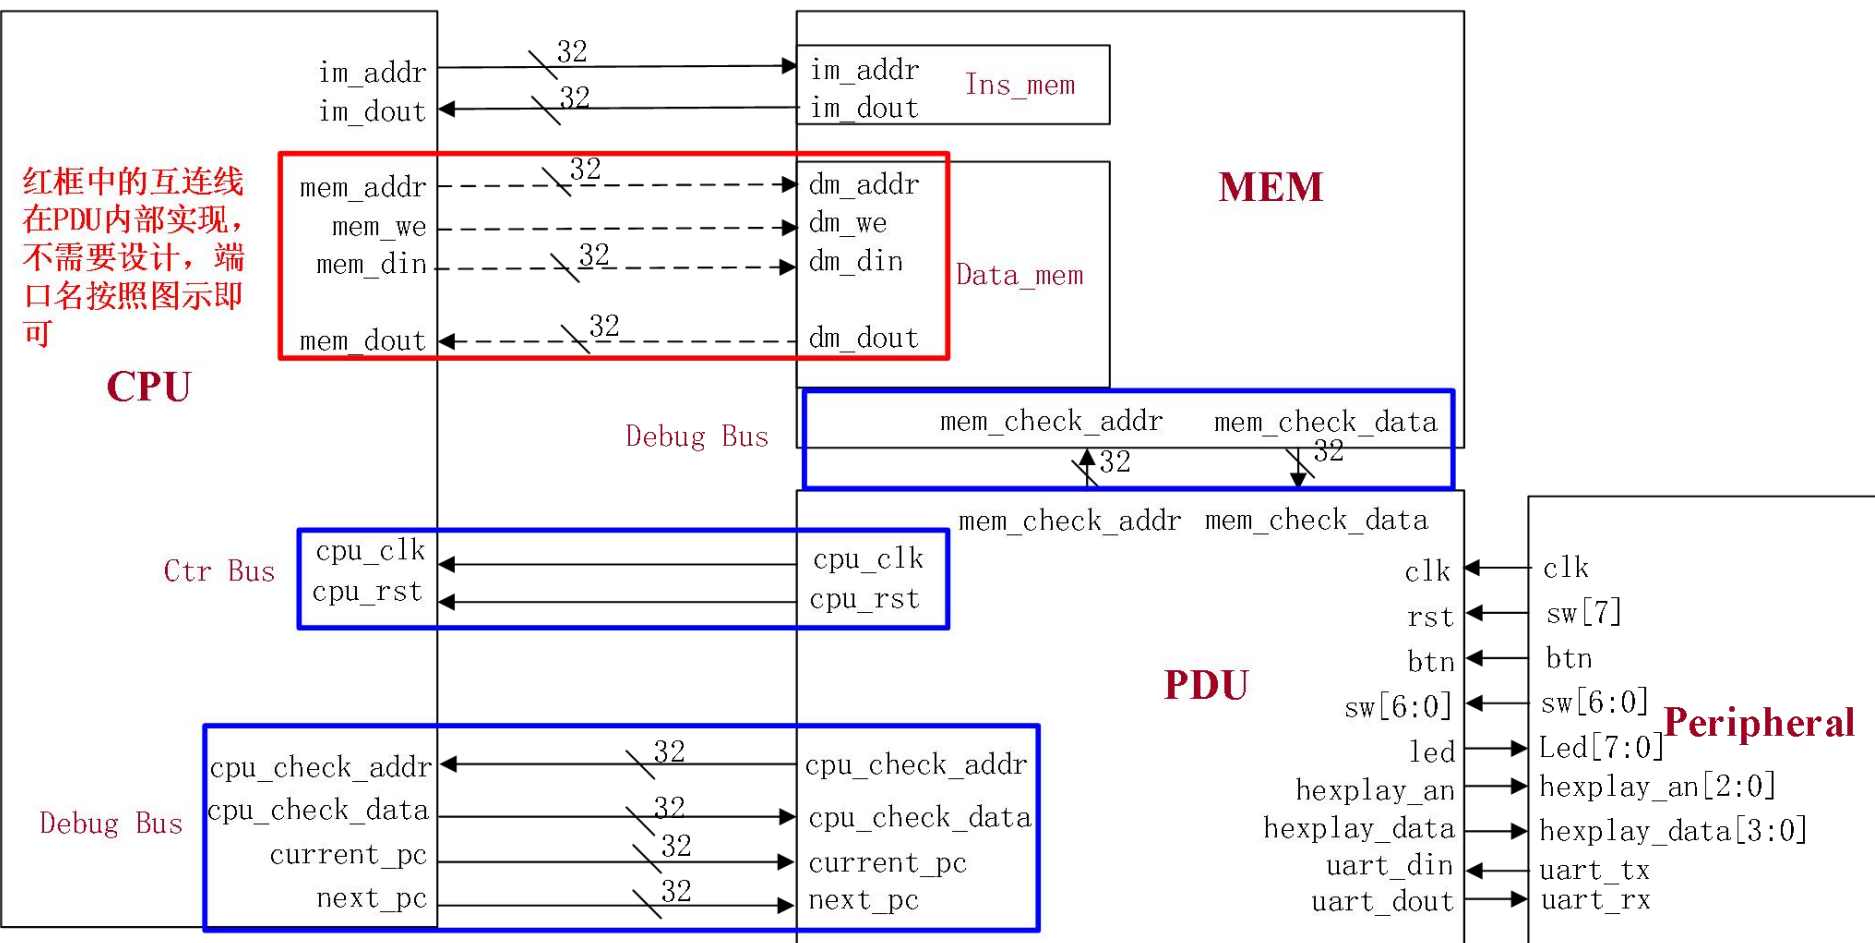 im_addr
32
im_addr
im_dout
32
im_dout
Ins_mem
红框中的互连线
在PDU内部实现，
不需要设计，端
口名按照图示即
可
mem_addr
32
dm_addr
mem_we
dm_we
mem_din
32
dm_din
mem_dout
32
dm_dout
Data_mem
MEM
CPU
Debug Bus
mem_check_addr
mem_check_data
32
32
mem_check_addr
mem_check_data
Ctr Bus
cpu_clk
cpu_clk
cpu_rst
cpu_rst
PDU
clk
clk
rst
sw[7]
btn
btn
sw[6:0]
sw[6:0]
Peripheral
led
Led[7:0]
hexplay_an
hexplay_an[2:0]
hexplay_data
hexplay_data[3:0]
uart_din
uart_tx
uart_dout
uart_rx
Debug Bus
cpu_check_addr
32
cpu_check_addr
cpu_check_data
32
cpu_check_data
current_pc
32
current_pc
next_pc
32
next_pc